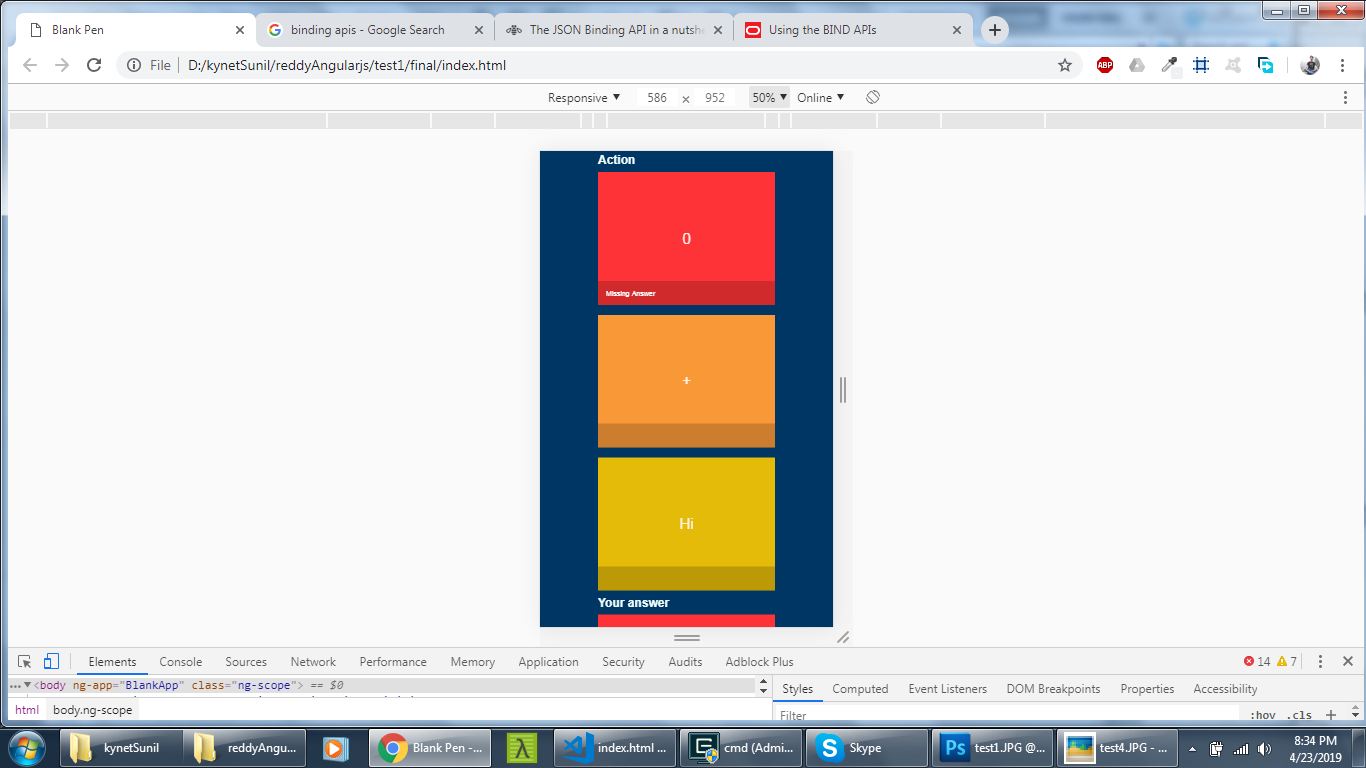 Blank Pen
binding apis - Google Search
The JSON Binding API in a nutshe
Using the BIND APIs
File
D:/kynetSunil/reddyAngularjs/test1/final/index.html
ABP
Responsive
586 × 952
50%
Online
Action
0
Missing Answer
+
Hi
Your answer
Elements
Console
Sources
Network
Performance
Memory
Application
Security
Audits
Adblock Plus
14
7
<body ng-app="BlankApp" class="ng-scope"> == $0
html
body.ng-scope
Styles
Computed
Event Listeners
DOM Breakpoints
Properties
Accessibility
Filter
:hov
.cls
+
kynetSunil
reddyAngu...
Blank Pen -...
index.html ...
cmd (Admi...
Skype
Ps
test1.JPG @...
test4.JPG - ...
8:34 PM
4/23/2019